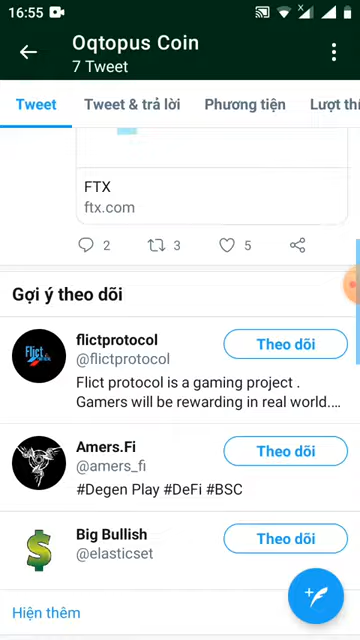 16:55
Oqtopus Coin
7 Tweet
Tweet
Tweet & trả lời
Phương tiện
Lượt thí
FTX
ftx.com
2
3
5
Gợi ý theo dõi
flictprotocol
Theo dõi
@flictprotocol
Flict protocol is a gaming project .
Gamers will be rewarding in real world....
Amers.Fi
Theo dõi
@amers_fi
#Degen Play #DeFi #BSC
Big Bullish
Theo dõi
@elasticset
Hiện thêm